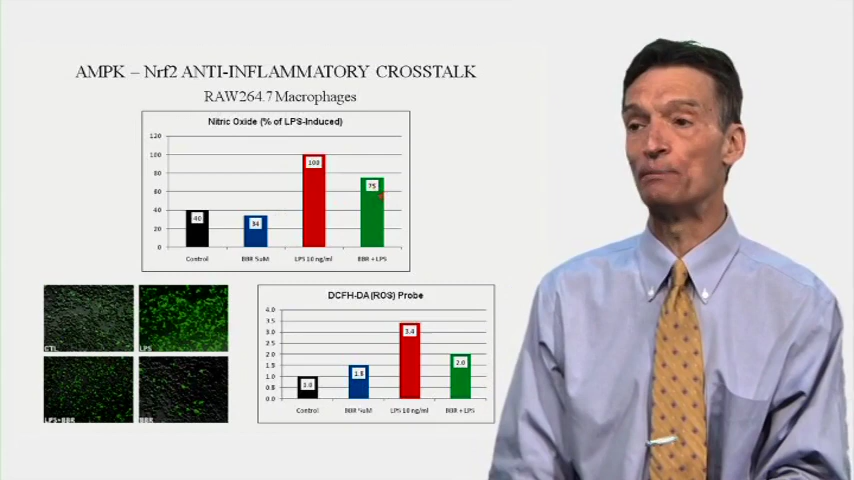 AMPK – Nrf2 ANTI-INFLAMMATORY CROSSTALK
RAW264.7 Macrophages
Nitric Oxide (% of LPS-Induced)
120
100
80
60
40
20
0
40
34
100
75
Control
BBR 5uM
LPS 10 ng/ml
BBR + LPS
CTL
LPS
LPS+BBR
BBR
DCFH-DA (ROS) Probe
4.0
3.5
3.0
2.5
2.0
1.5
1.0
0.5
0.0
1.0
3.4
2.0
Control
BBR 5uM
LPS 10 ng/ml
BBR + LPS